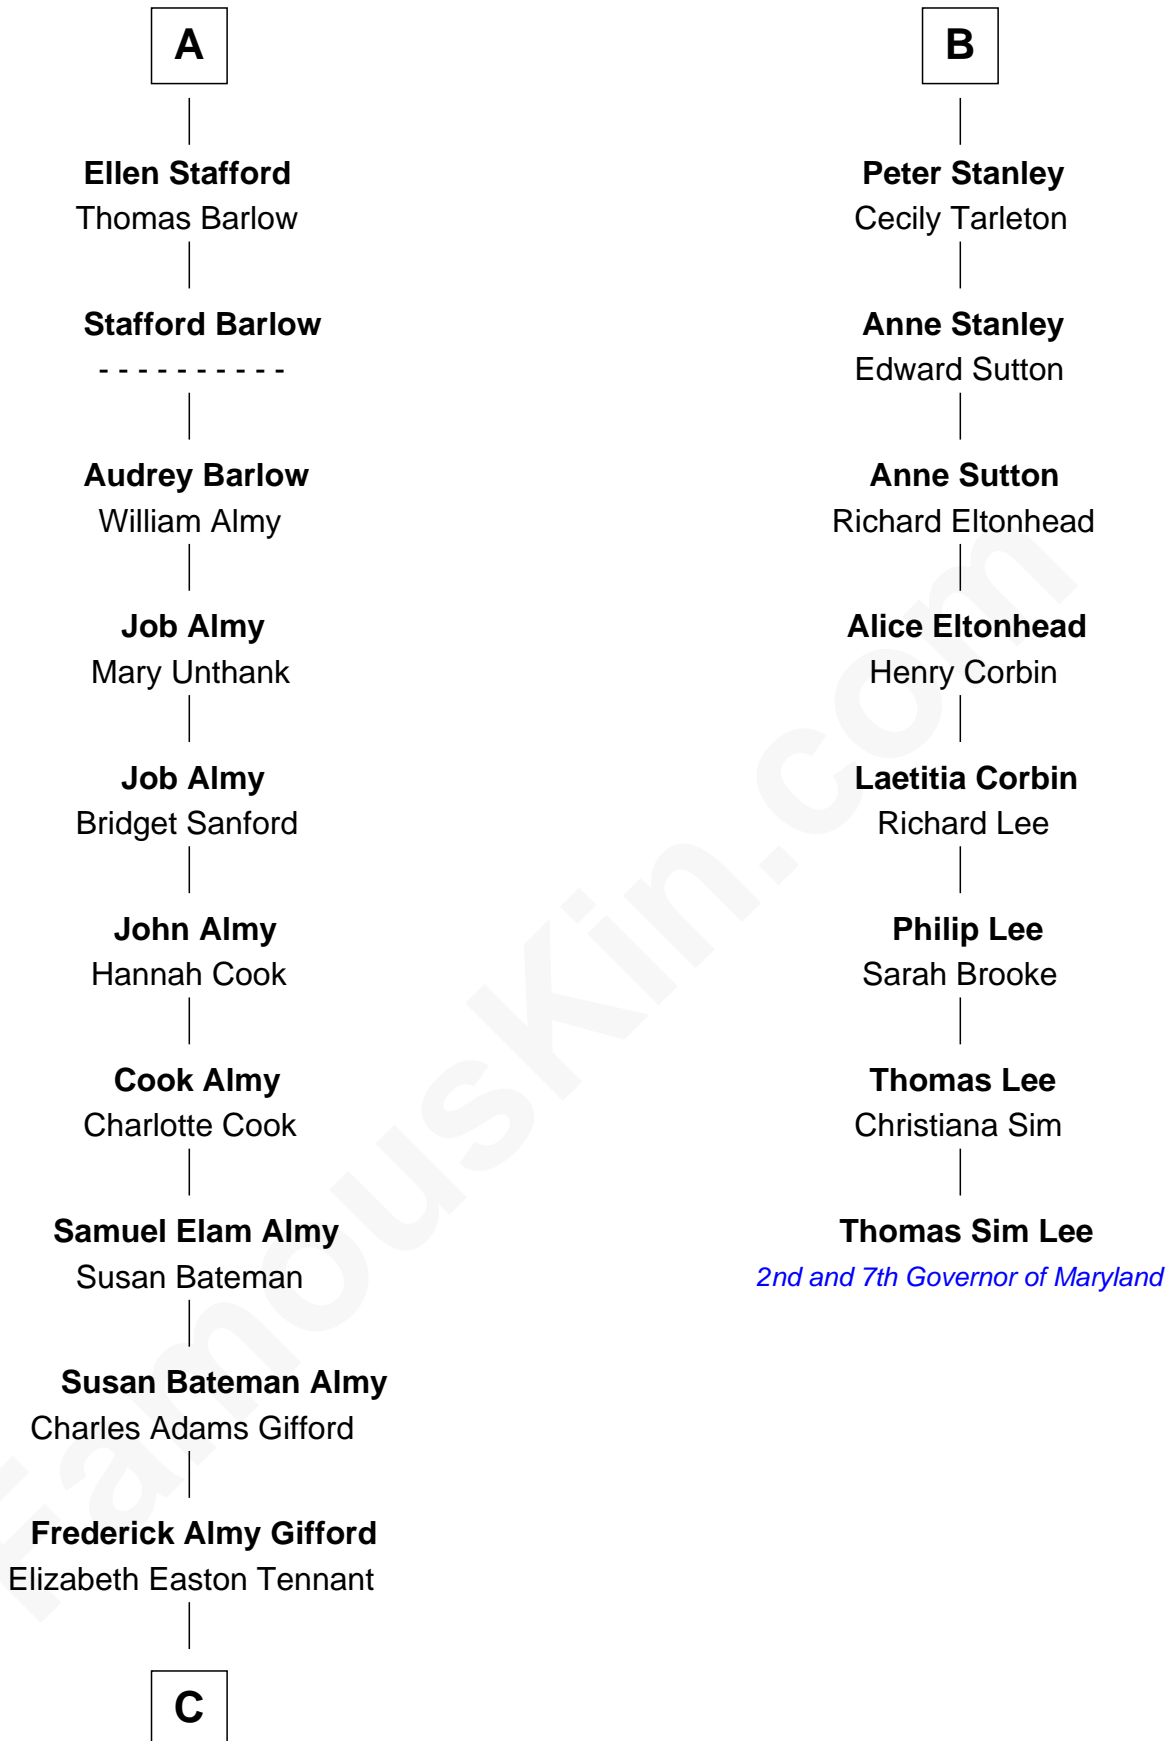 A
Ellen Stafford
Thomas Barlow
Stafford Barlow
- - - - - - - - - -
Audrey Barlow
William Almy
Job Almy
Mary Unthank
Job Almy
Bridget Sanford
John Almy
Hannah Cook
Cook Almy
Charlotte Cook
Samuel Elam Almy
Susan Bateman
Susan Bateman Almy
Charles Adams Gifford
Frederick Almy Gifford
Elizabeth Easton Tennant
C
B
Peter Stanley
Cecily Tarleton
Anne Stanley
Edward Sutton
Anne Sutton
Richard Eltonhead
Alice Eltonhead
Henry Corbin
Laetitia Corbin
Richard Lee
Philip Lee
Sarah Brooke
Thomas Lee
Christiana Sim
Thomas Sim Lee
2nd and 7th Governor of Maryland
FamousKin.com